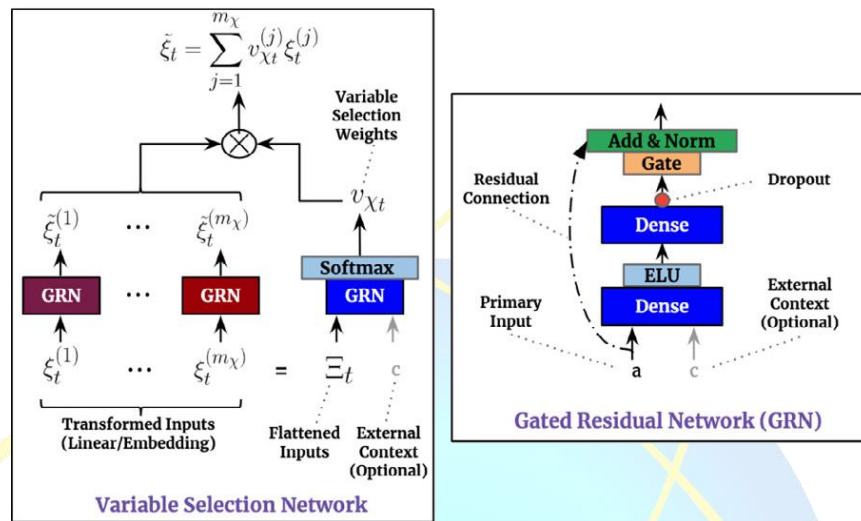 ξ̃_t = ∑_{j=1}^{m_χ} v_{χ_t}^{(j)} ξ_t^{(j)}
Variable
Selection
Weights
ξ̃_t^{(1)} ... ξ̃_t^{(m_χ)}
v_{χ_t}
Softmax
GRN ... GRN
GRN
ξ_t^{(1)} ... ξ_t^{(m_χ)} = Ξ_t c
Transformed Inputs
(Linear/Embedding)
Flattened
Inputs
External
Context
(Optional)
Variable Selection Network
Add & Norm
Gate
Residual
Connection
Dropout
Dense
ELU
Dense
Primary
Input
External
Context
(Optional)
a c
Gated Residual Network (GRN)